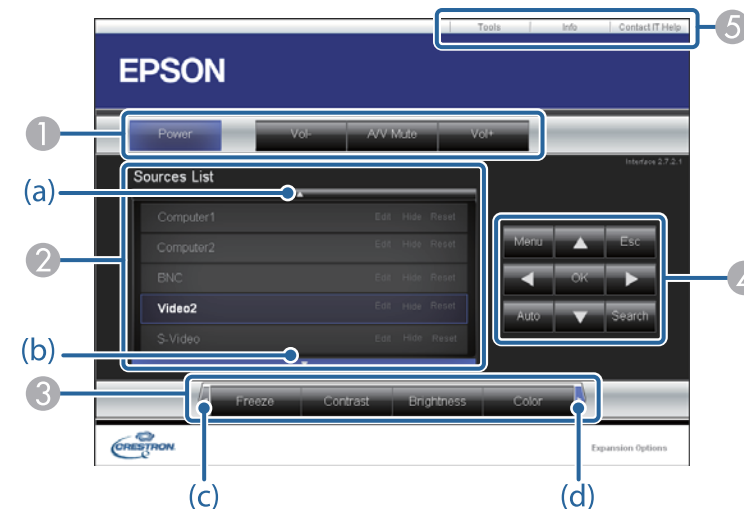 Tools Info Contact IT Help 5
EPSON
1 Power Vol- A/V Mute Vol+
Interface 2.7.2.1
Sources List
(a)
Computer1 Edit Hide Reset
Computer2 Edit Hide Reset
2 BNC Edit Hide Reset
Video2 Edit Hide Reset
S-Video Edit Hide Reset
(b)
Menu Esc
OK 4
Auto Search
3 Freeze Contrast Brightness Color
CRESTRON Expansion Options
(c) (d)